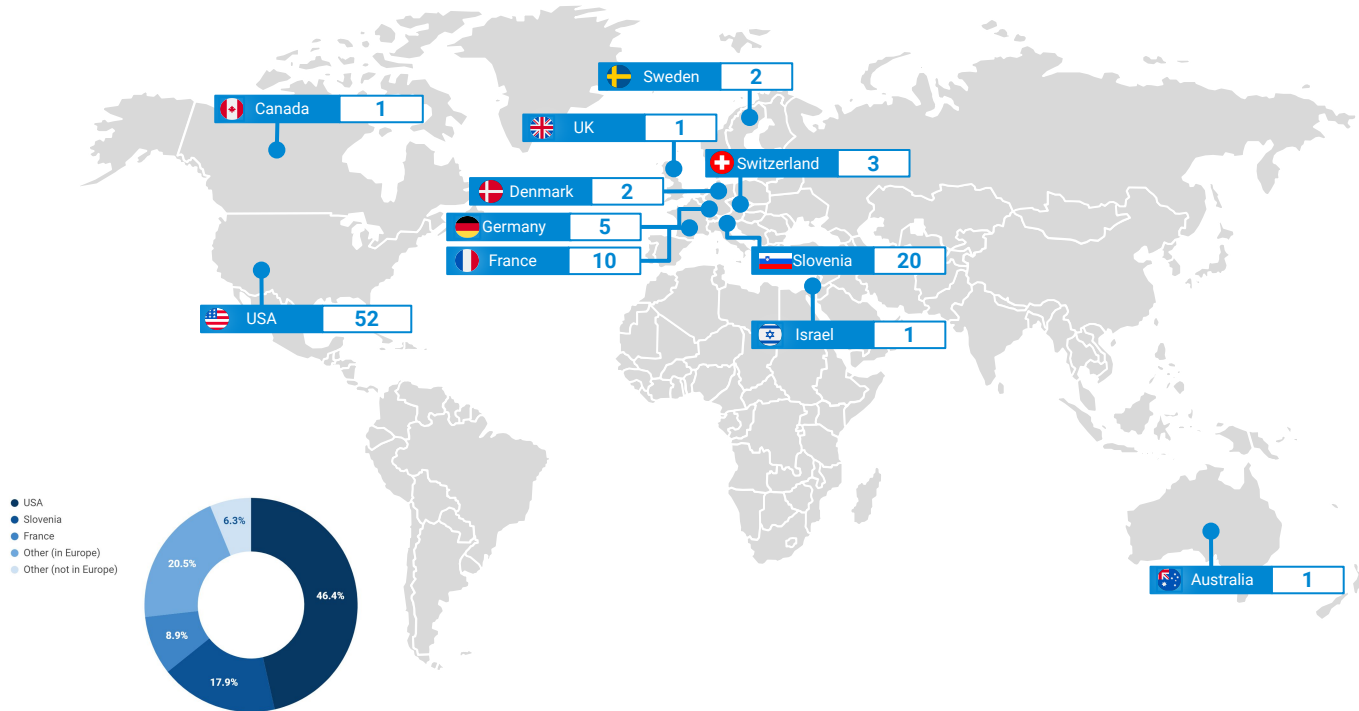 Sweden 2
Canada 1
UK 1
Switzerland 3
Denmark 2
Germany 5
France 10
Slovenia 20
USA 52
Israel 1
Australia 1
USA
Slovenia
France
Other (in Europe)
Other (not in Europe)
6.3%
20.5%
46.4%
8.9%
17.9%